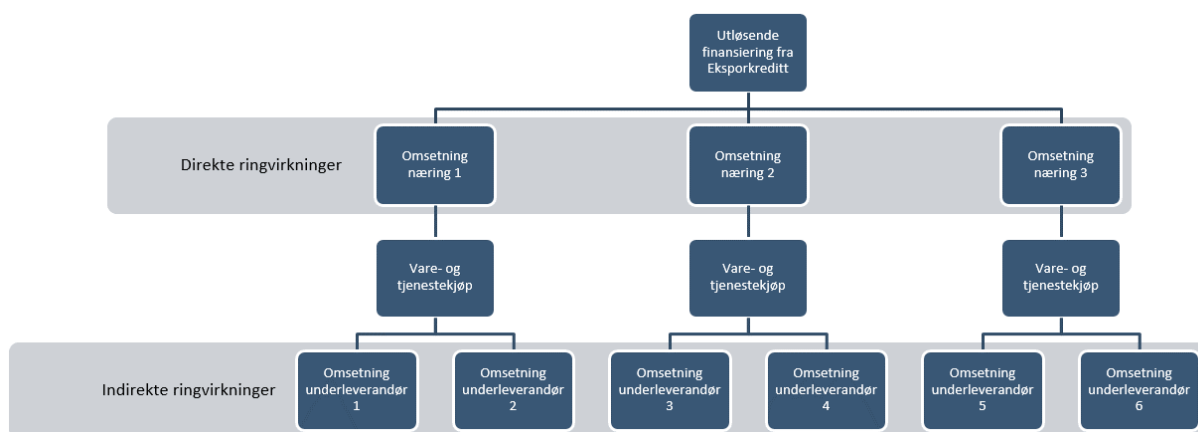 Utløsende
finansiering fra
Eksporkreditt
Direkte ringvirkninger
Omsetning
næring 1
Omsetning
næring 2
Omsetning
næring 3
Vare- og
tjenestekjøp
Vare- og
tjenestekjøp
Vare- og
tjenestekjøp
Indirekte ringvirkninger
Omsetning
underleverandør
1
Omsetning
underleverandør
2
Omsetning
underleverandør
3
Omsetning
underleverandør
4
Omsetning
underleverandør
5
Omsetning
underleverandør
6